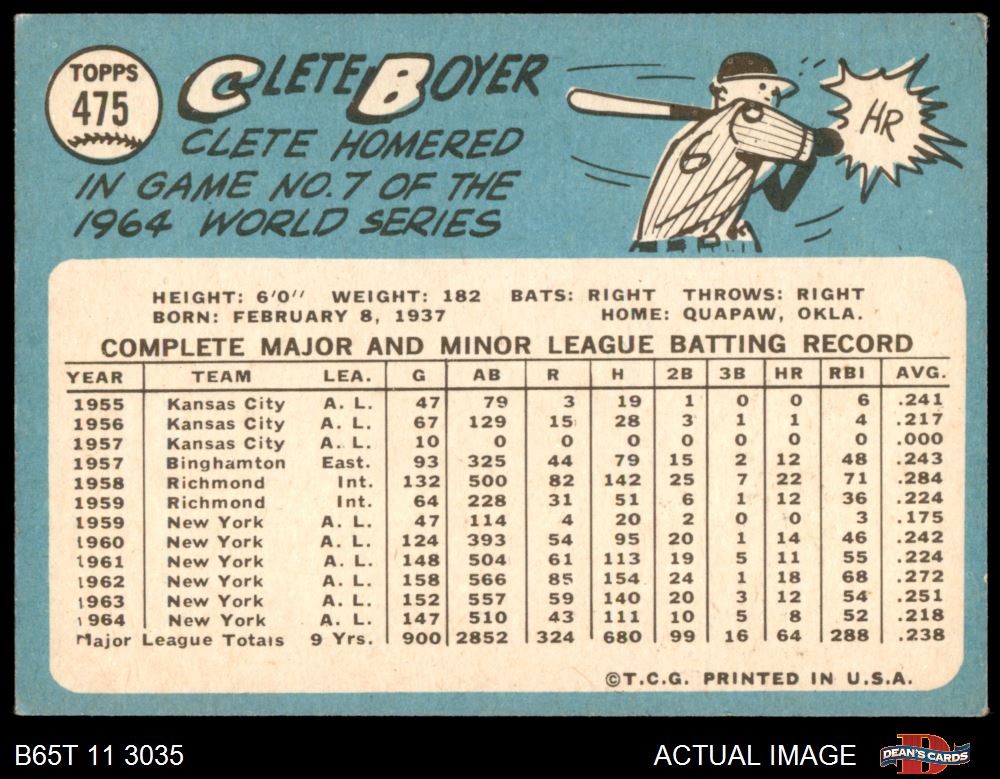 TOPPS
475
CLETE BOYER
CLETE HOMERED
IN GAME NO. 7 OF THE
1964 WORLD SERIES
6
HR
HEIGHT: 6'0" WEIGHT: 182 BATS: RIGHT THROWS: RIGHT
BORN: FEBRUARY 8, 1937 HOME: QUAPAW, OKLA.
COMPLETE MAJOR AND MINOR LEAGUE BATTING RECORD
YEAR TEAM LEA. G AB R H 2B 3B HR RBI AVG.
1955 Kansas City A. L. 47 79 3 19 1 0 0 6 .241
1956 Kansas City A. L. 67 129 15 28 3 1 1 4 .217
1957 Kansas City A. L. 10 0 0 0 0 0 0 0 .000
1957 Binghamton East. 93 325 44 79 15 2 12 48 .243
1958 Richmond Int. 132 500 82 142 25 7 22 71 .284
1959 Richmond Int. 64 228 31 51 6 1 12 36 .224
1959 New York A. L. 47 114 4 20 2 0 0 3 .175
1960 New York A. L. 124 393 54 95 20 1 14 46 .242
1961 New York A. L. 148 504 61 113 19 5 11 55 .224
1962 New York A. L. 158 566 85 154 24 1 18 68 .272
1963 New York A. L. 152 557 59 140 20 3 12 54 .251
1964 New York A. L. 147 510 43 111 10 5 8 52 .218
Major League Totals 9 Yrs. 900 2852 324 680 99 16 64 288 .238
©T.C.G. PRINTED IN U.S.A.
B65T 11 3035 ACTUAL IMAGE DEAN'S CARDS